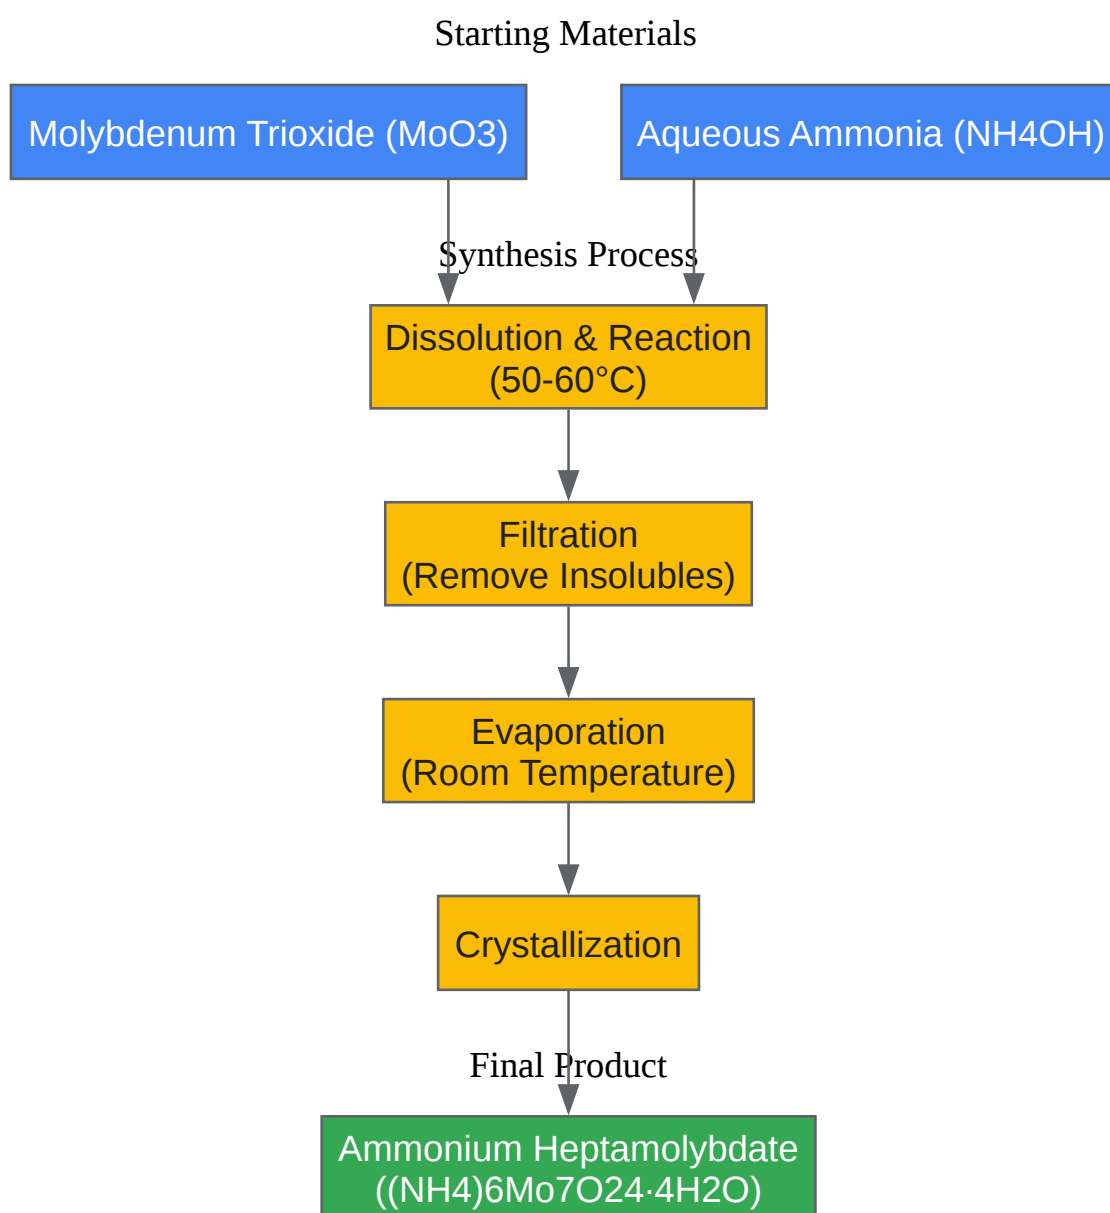 Starting Materials
Molybdenum Trioxide (MoO3)
Aqueous Ammonia (NH4OH)
Synthesis Process
Dissolution & Reaction
(50-60°C)
Filtration
(Remove Insolubles)
Evaporation
(Room Temperature)
Crystallization
Final Product
Ammonium Heptamolybdate
((NH4)6Mo7O24·4H2O)